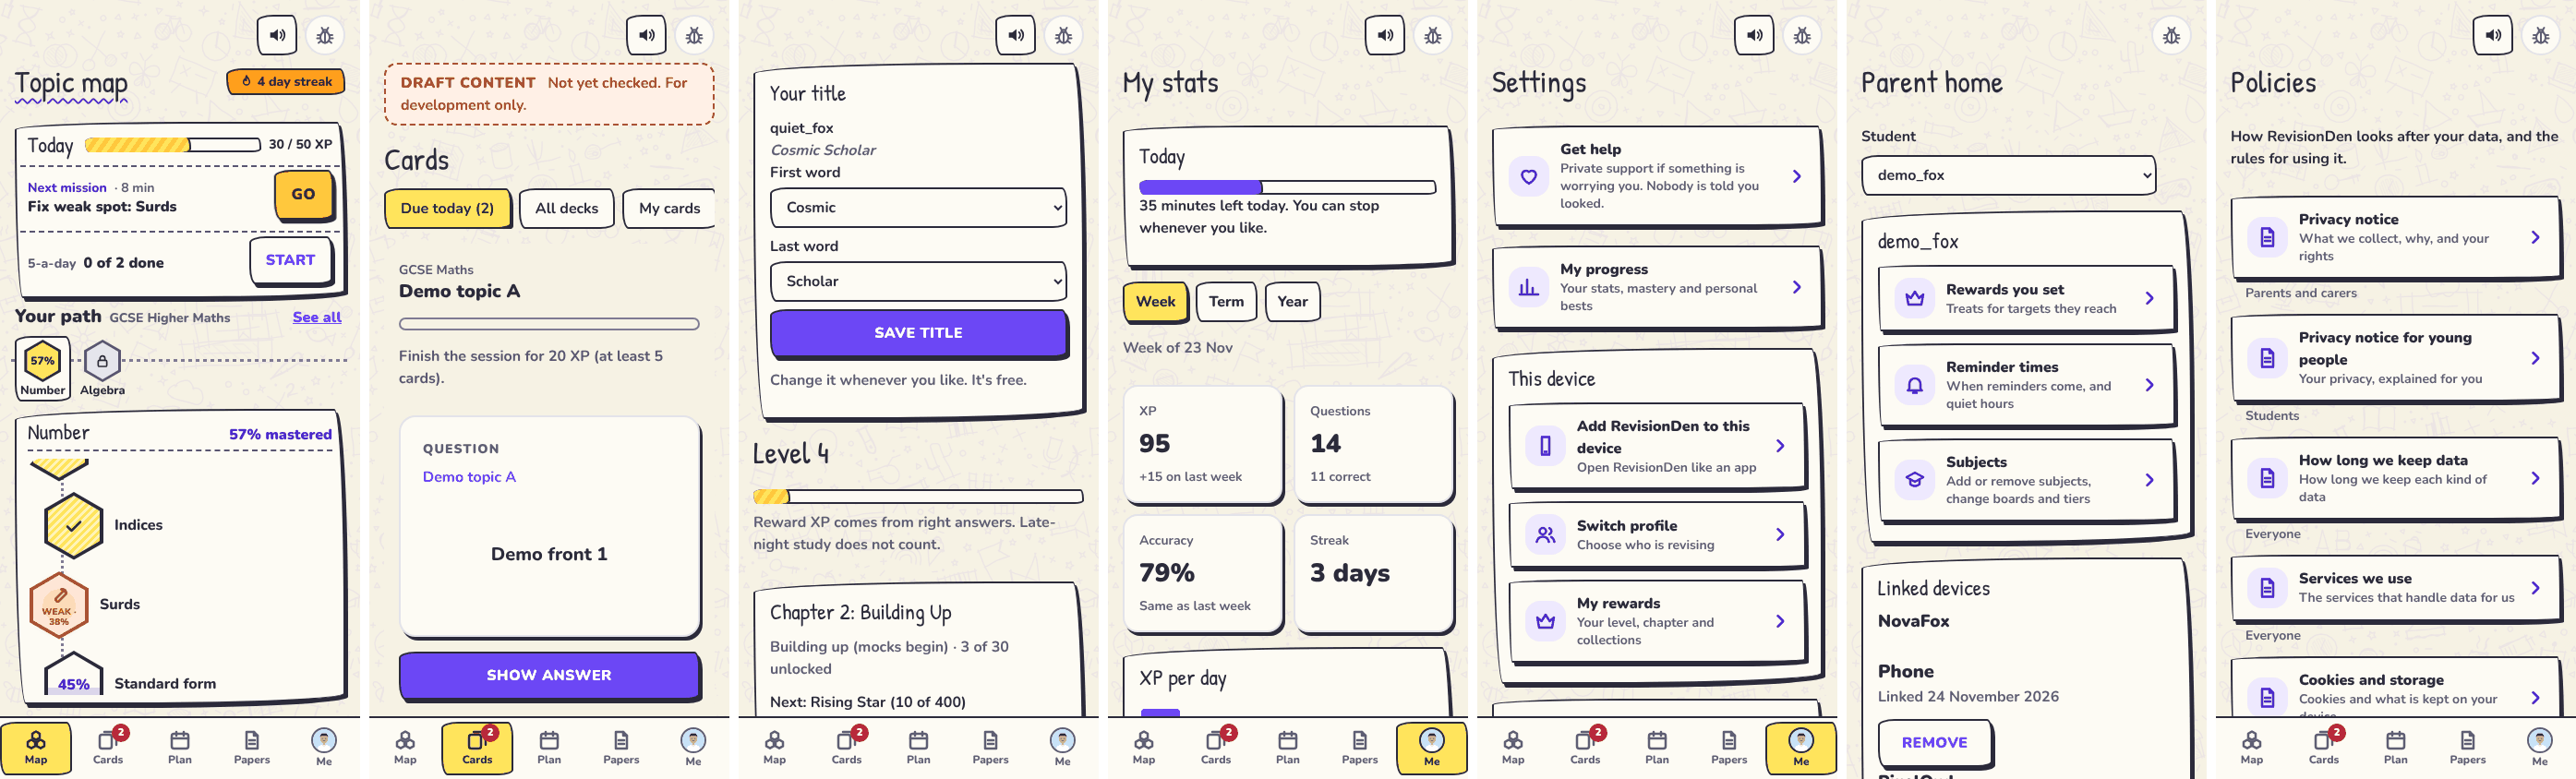 Topic map
4 day streak
Today
30 / 50 XP
Next mission · 8 min
Fix weak spot: Surds
GO
5-a-day 0 of 2 done
START
Your path GCSE Higher Maths
See all
57%
Number
Algebra
Number
57% mastered
Indices
WEAK ·
38%
Surds
45%
Standard form
Map
2
Cards
Plan
Papers
Me
DRAFT CONTENT Not yet checked. For
development only.
Cards
Due today (2)
All decks
My cards
GCSE Maths
Demo topic A
Finish the session for 20 XP (at least 5
cards).
QUESTION
Demo topic A
Demo front 1
SHOW ANSWER
Map
2
Cards
Plan
Papers
Me
Your title
quiet_fox
Cosmic Scholar
First word
Cosmic
Last word
Scholar
SAVE TITLE
Change it whenever you like. It's free.
Level 4
Reward XP comes from right answers. Late-
night study does not count.
Chapter 2: Building Up
Building up (mocks begin) · 3 of 30
unlocked
Next: Rising Star (10 of 400)
Map
2
Cards
Plan
Papers
Me
My stats
Today
35 minutes left today. You can stop
whenever you like.
Week
Term
Year
Week of 23 Nov
XP
95
+15 on last week
Questions
14
11 correct
Accuracy
79%
Same as last week
Streak
3 days
XP per day
Map
2
Cards
Plan
Papers
Me
Settings
Get help
Private support if something is
worrying you. Nobody is told you
looked.
My progress
Your stats, mastery and personal
bests
This device
Add RevisionDen to this
device
Open RevisionDen like an app
Switch profile
Choose who is revising
My rewards
Your level, chapter and
collections
Map
2
Cards
Plan
Papers
Me
Parent home
Student
demo_fox
demo_fox
Rewards you set
Treats for targets they reach
Reminder times
When reminders come, and
quiet hours
Subjects
Add or remove subjects,
change boards and tiers
Linked devices
NovaFox
Phone
Linked 24 November 2026
REMOVE
Policies
How RevisionDen looks after your data, and the
rules for using it.
Privacy notice
What we collect, why, and your
rights
Parents and carers
Privacy notice for young
people
Your privacy, explained for you
Students
How long we keep data
How long we keep each kind of
data
Everyone
Services we use
The services that handle data for us
Everyone
Cookies and storage
Cookies and what is kept on your
device
Map
2
Cards
Plan
Papers
Me